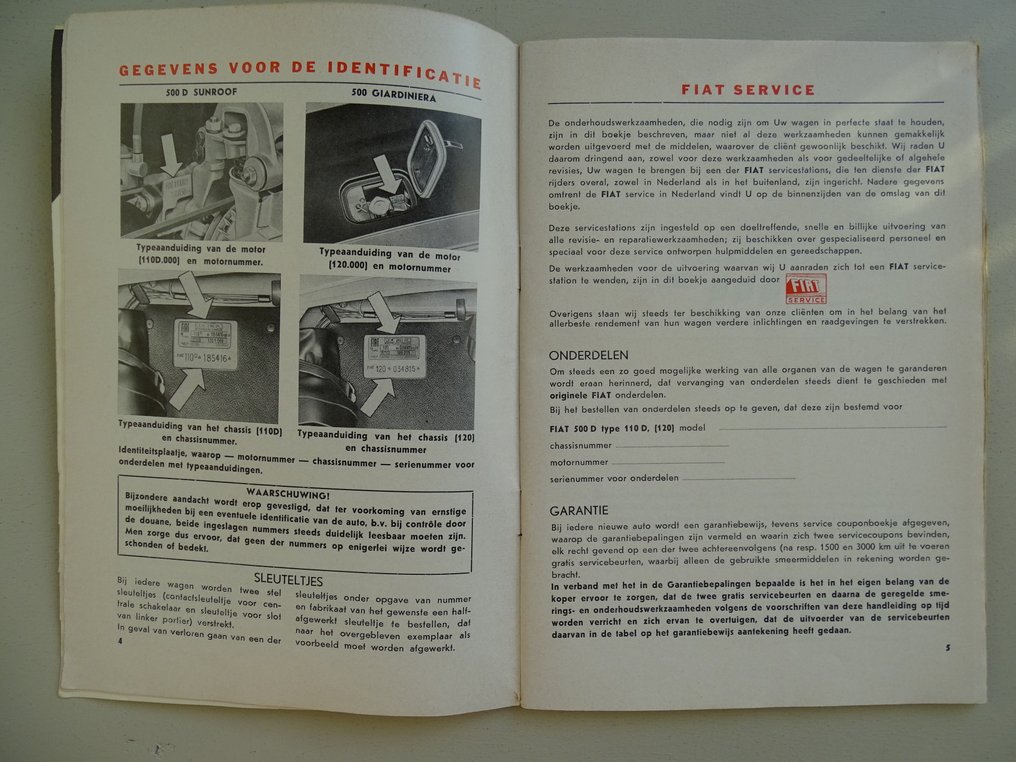 GEGEVENS VOOR DE IDENTIFICATIE
500 D SUNROOF
500 GIARDINIERA
Typeaanduiding van de motor
(110D.000) en motornummer.
Typeaanduiding van de motor
(120.000) en motornummer
110D*185416*
120*034815*
Typeaanduiding van het chassis (110D)
en chassisnummer.
Typeaanduiding van het chassis (120)
en chassisnummer
Identiteitsplaatje, waarop — motornummer — chassisnummer — serienummer voor
onderdelen met typeaanduidingen.
WAARSCHUWING!
Bijzondere aandacht wordt erop gevestigd, dat ter voorkoming van ernstige
moeilijkheden bij een eventuele identificatie van de auto, b.v. bij contrôle door
de douane, beide ingeslagen nummers steeds duidelijk leesbaar moeten zijn.
Men zorge dus ervoor, dat geen der nummers op enigerlei wijze wordt ge-
schonden of bedekt.
SLEUTELTJES
Bij iedere wagen worden twee stel
sleuteltjes (contactsleuteltje voor cen-
trale schakelaar en sleuteltje voor slot
van linker portier) verstrekt.
In geval van verloren gaan van een der
sleuteltjes onder opgave van nummer
en fabrikaat van het gewenste een half-
afgewerkt sleuteltje te bestellen, dat
naar het overgebleven exemplaar als
voorbeeld moet worden afgewerkt.
4
FIAT SERVICE
De onderhoudswerkzaamheden, die nodig zijn om Uw wagen in perfecte staat te houden,
zijn in dit boekje beschreven, maar niet al deze werkzaamheden kunnen gemakkelijk
worden uitgevoerd met de middelen, waarover de cliënt gewoonlijk beschikt. Wij raden U
daarom dringend aan, zowel voor deze werkzaamheden als voor gedeeltelijke of algehele
revisies, Uw wagen te brengen bij een der FIAT servicestations, die ten dienste der FIAT
rijders overal, zowel in Nederland als in het buitenland, zijn ingericht. Nadere gegevens
omtrent de FIAT service in Nederland vindt U op de binnenzijden van de omslag van dit
boekje.
Deze servicestations zijn ingesteld op een doeltreffende, snelle en billijke uitvoering van
alle revisie- en reparatiewerkzaamheden; zij beschikken over gespecialiseerd personeel en
speciaal voor deze service ontworpen hulpmiddelen en gereedschappen.
De werkzaamheden voor de uitvoering waarvan wij U aanraden zich tot een FIAT service-
station te wenden, zijn in dit boekje aangeduid door
FIAT
SERVICE
Overigens staan wij steeds ter beschikking van onze cliënten om in het belang van het
allerbeste rendement van hun wagen verdere inlichtingen en raadgevingen te verstrekken.
ONDERDELEN
Om steeds een zo goed mogelijke werking van alle organen van de wagen te garanderen
wordt eraan herinnerd, dat vervanging van onderdelen steeds dient te geschieden met
originele FIAT onderdelen.
Bij het bestellen van onderdelen steeds op te geven, dat deze zijn bestemd voor
FIAT 500 D type 110 D, (120) model
chassisnummer
motornummer
serienummer voor onderdelen
GARANTIE
Bij iedere nieuwe auto wordt een garantiebewijs, tevens service couponboekje afgegeven,
waarop de garantiebepalingen zijn vermeld en waarin zich twee servicecoupons bevinden,
elk recht gevend op een der twee achtereenvolgens (na resp. 1500 en 3000 km uit te voeren
gratis servicebeurten, waarbij alleen de gebruikte smeermiddelen in rekening worden ge-
bracht.
In verband met het in de Garantiebepalingen bepaalde is het in het eigen belang van de
koper ervoor te zorgen, dat de twee gratis servicebeurten en daarna de geregelde sme-
rings- en onderhoudswerkzaamheden volgens de voorschriften van deze handleiding op tijd
worden verricht en zich ervan te overtuigen, dat de uitvoerder van de servicebeurten
daarvan in de tabel op het garantiebewijs aantekening heeft gedaan.
5